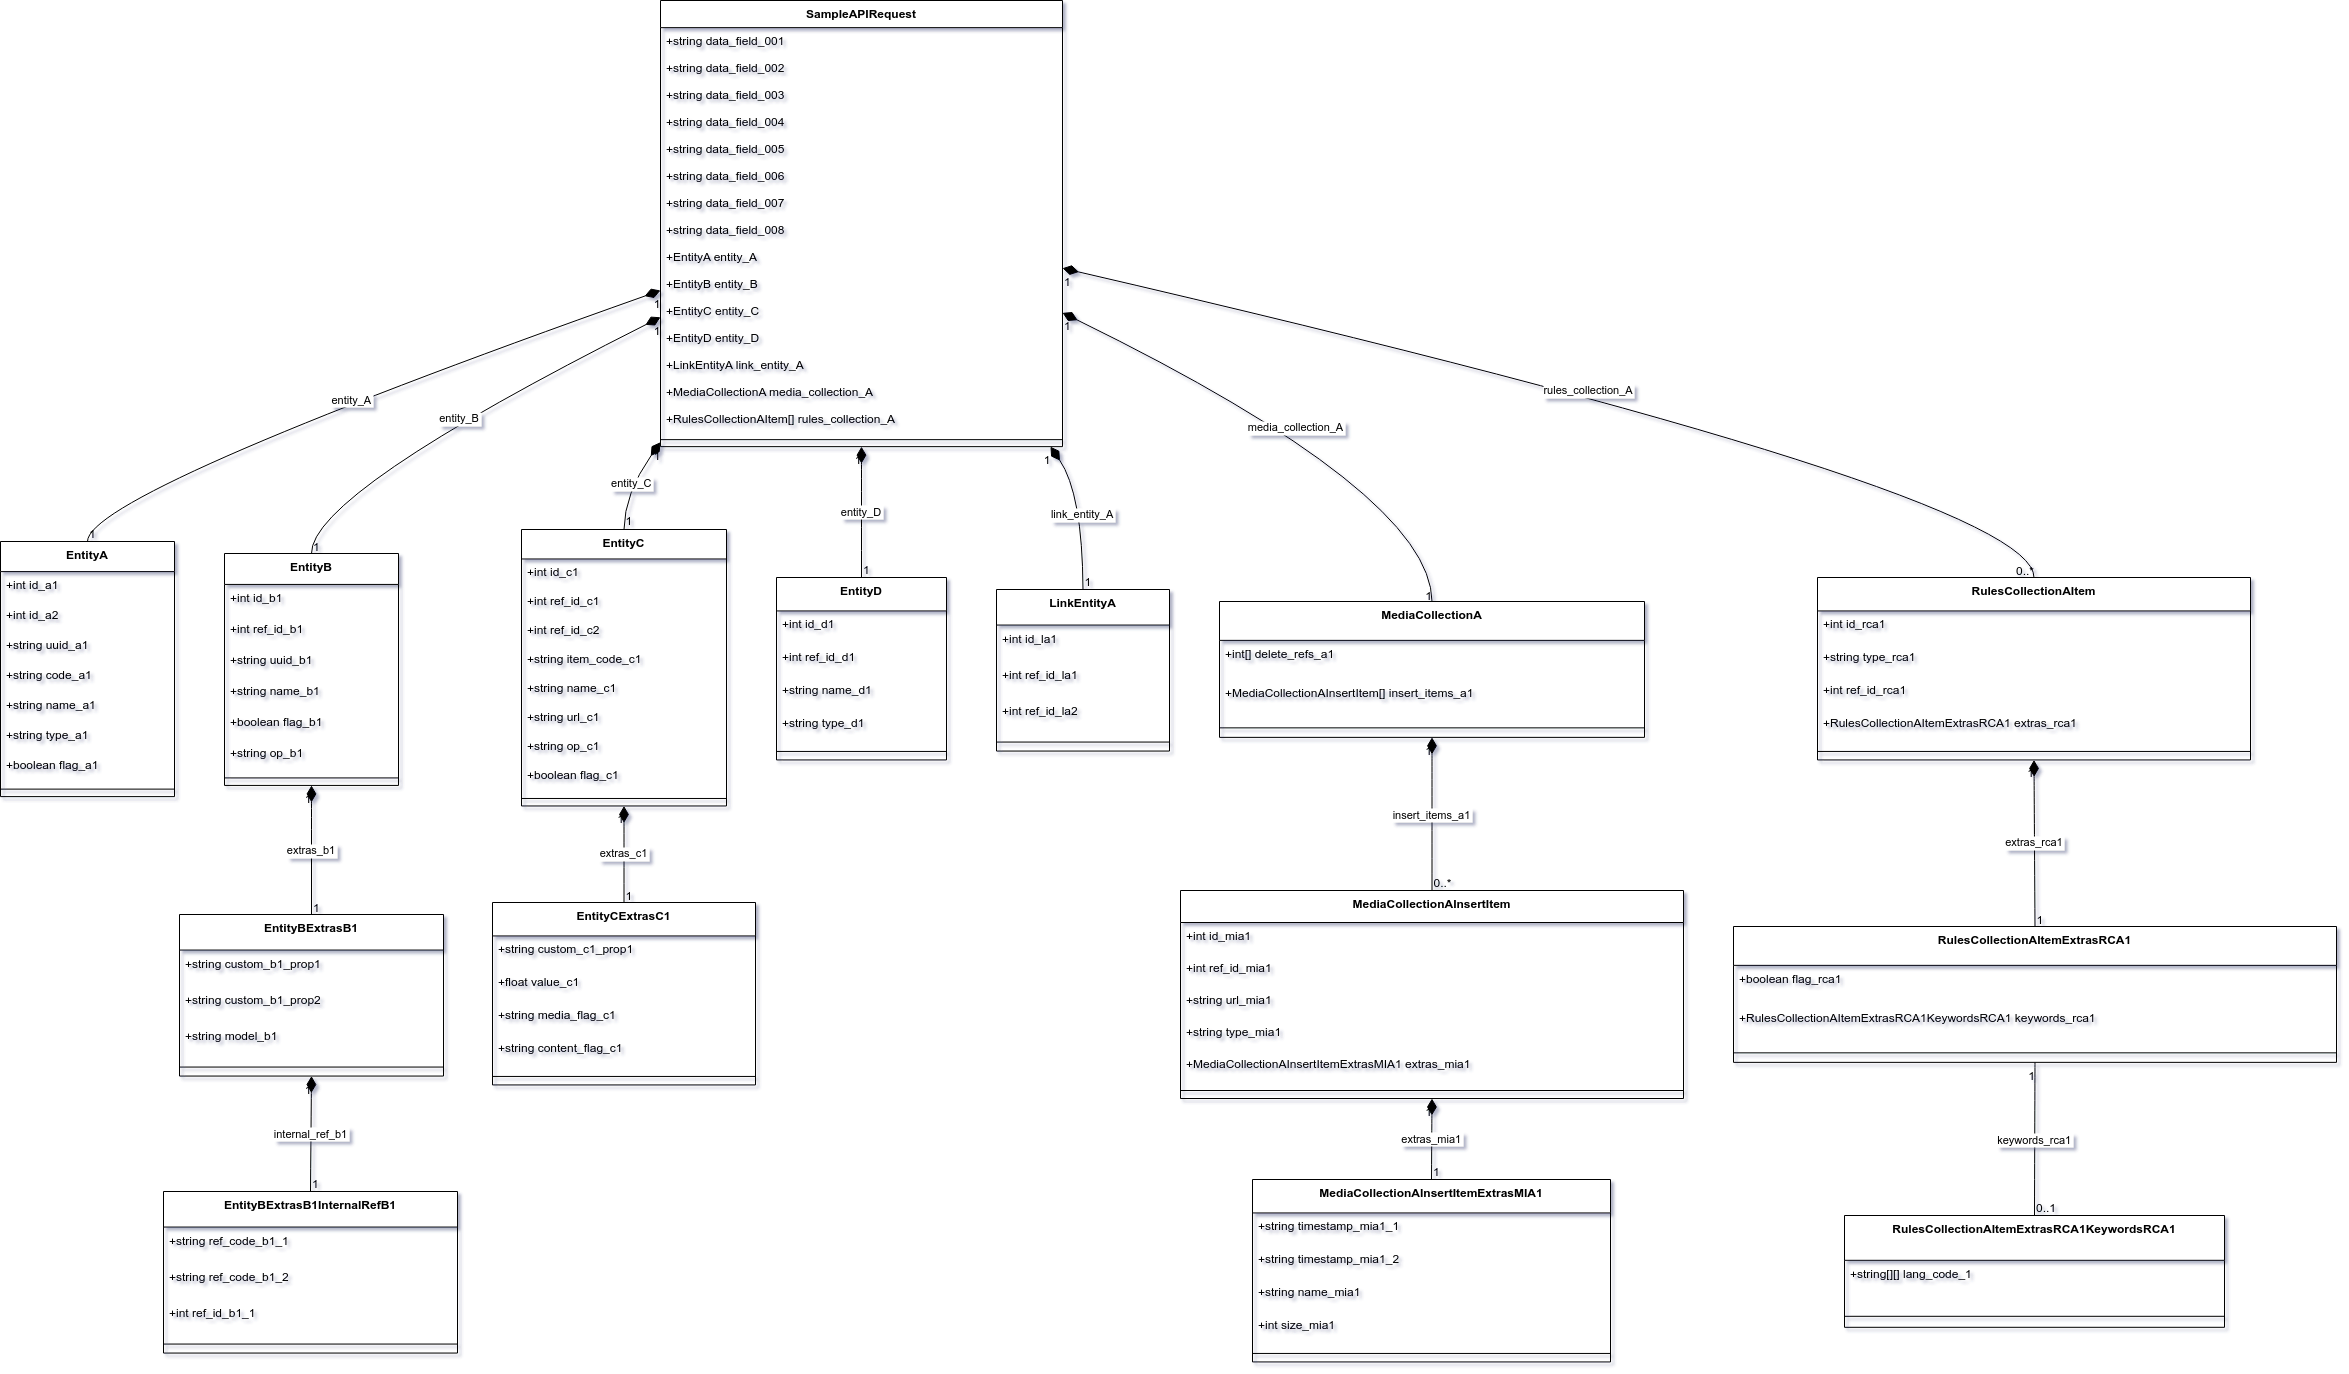 SampleAPIRequest
+string data_field_001
+string data_field_002
+string data_field_003
+string data_field_004
+string data_field_005
+string data_field_006
+string data_field_007
+string data_field_008
+EntityA entity_A
+EntityB entity_B
+EntityC entity_C
+EntityD entity_D
+LinkEntityA link_entity_A
+MediaCollectionA media_collection_A
+RulesCollectionAItem[] rules_collection_A
1
1
1
1
1
1
1
entity_A
entity_B
entity_C
entity_D
link_entity_A
media_collection_A
rules_collection_A
1
1
1
1
1
1
0..*
EntityA
+int id_a1
+int id_a2
+string uuid_a1
+string code_a1
+string name_a1
+string type_a1
+boolean flag_a1
EntityB
+int id_b1
+int ref_id_b1
+string uuid_b1
+string name_b1
+boolean flag_b1
+string op_b1
EntityC
+int id_c1
+int ref_id_c1
+int ref_id_c2
+string item_code_c1
+string name_c1
+string url_c1
+string op_c1
+boolean flag_c1
EntityD
+int id_d1
+int ref_id_d1
+string name_d1
+string type_d1
LinkEntityA
+int id_la1
+int ref_id_la1
+int ref_id_la2
MediaCollectionA
+int[] delete_refs_a1
+MediaCollectionAInsertItem[] insert_items_a1
RulesCollectionAItem
+int id_rca1
+string type_rca1
+int ref_id_rca1
+RulesCollectionAItemExtrasRCA1 extras_rca1
1
extras_b1
1
1
extras_c1
1
1
insert_items_a1
0..*
1
extras_rca1
1
EntityBExtrasB1
+string custom_b1_prop1
+string custom_b1_prop2
+string model_b1
EntityCExtrasC1
+string custom_c1_prop1
+float value_c1
+string media_flag_c1
+string content_flag_c1
MediaCollectionAInsertItem
+int id_mia1
+int ref_id_mia1
+string url_mia1
+string type_mia1
+MediaCollectionAInsertItemExtrasMIA1 extras_mia1
RulesCollectionAItemExtrasRCA1
+boolean flag_rca1
+RulesCollectionAItemExtrasRCA1KeywordsRCA1 keywords_rca1
1
internal_ref_b1
1
1
extras_mia1
1
1
keywords_rca1
0..1
EntityBExtrasB1InternalRefB1
+string ref_code_b1_1
+string ref_code_b1_2
+int ref_id_b1_1
MediaCollectionAInsertItemExtrasMIA1
+string timestamp_mia1_1
+string timestamp_mia1_2
+string name_mia1
+int size_mia1
RulesCollectionAItemExtrasRCA1KeywordsRCA1
+string[][] lang_code_1